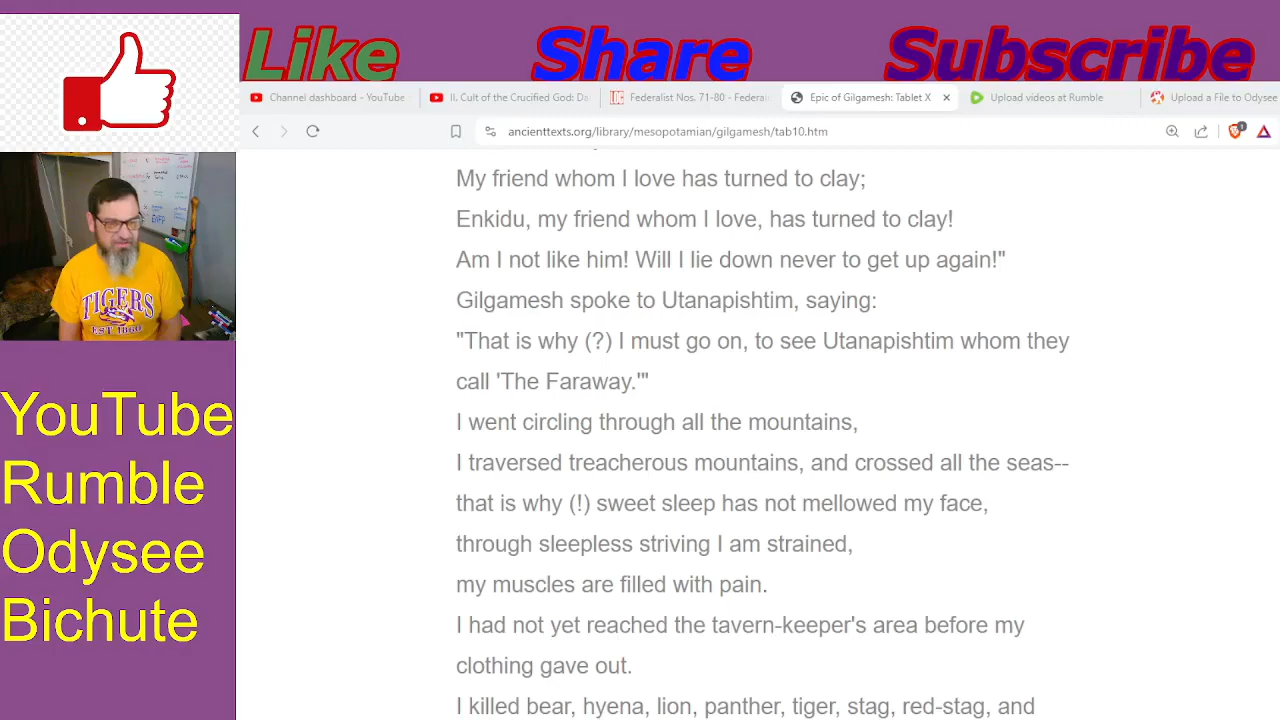 Like Share Subscribe
Channel dashboard - YouTube II. Cult of the Crucified God: Da Federalist Nos. 71-80 - Federal Epic of Gilgamesh: Tablet X Upload videos at Rumble Upload a File to Odysee
ancienttexts.org/library/mesopotamian/gilgamesh/tab10.htm
My friend whom I love has turned to clay;
Enkidu, my friend whom I love, has turned to clay!
Am I not like him! Will I lie down never to get up again!"
Gilgamesh spoke to Utanapishtim, saying:
"That is why (?) I must go on, to see Utanapishtim whom they
call 'The Faraway.'"
I went circling through all the mountains,
I traversed treacherous mountains, and crossed all the seas--
that is why (!) sweet sleep has not mellowed my face,
through sleepless striving I am strained,
my muscles are filled with pain.
I had not yet reached the tavern-keeper's area before my
clothing gave out.
I killed bear, hyena, lion, panther, tiger, stag, red-stag, and
TIGERS
EST 1860
YouTube
Rumble
Odysee
Bichute